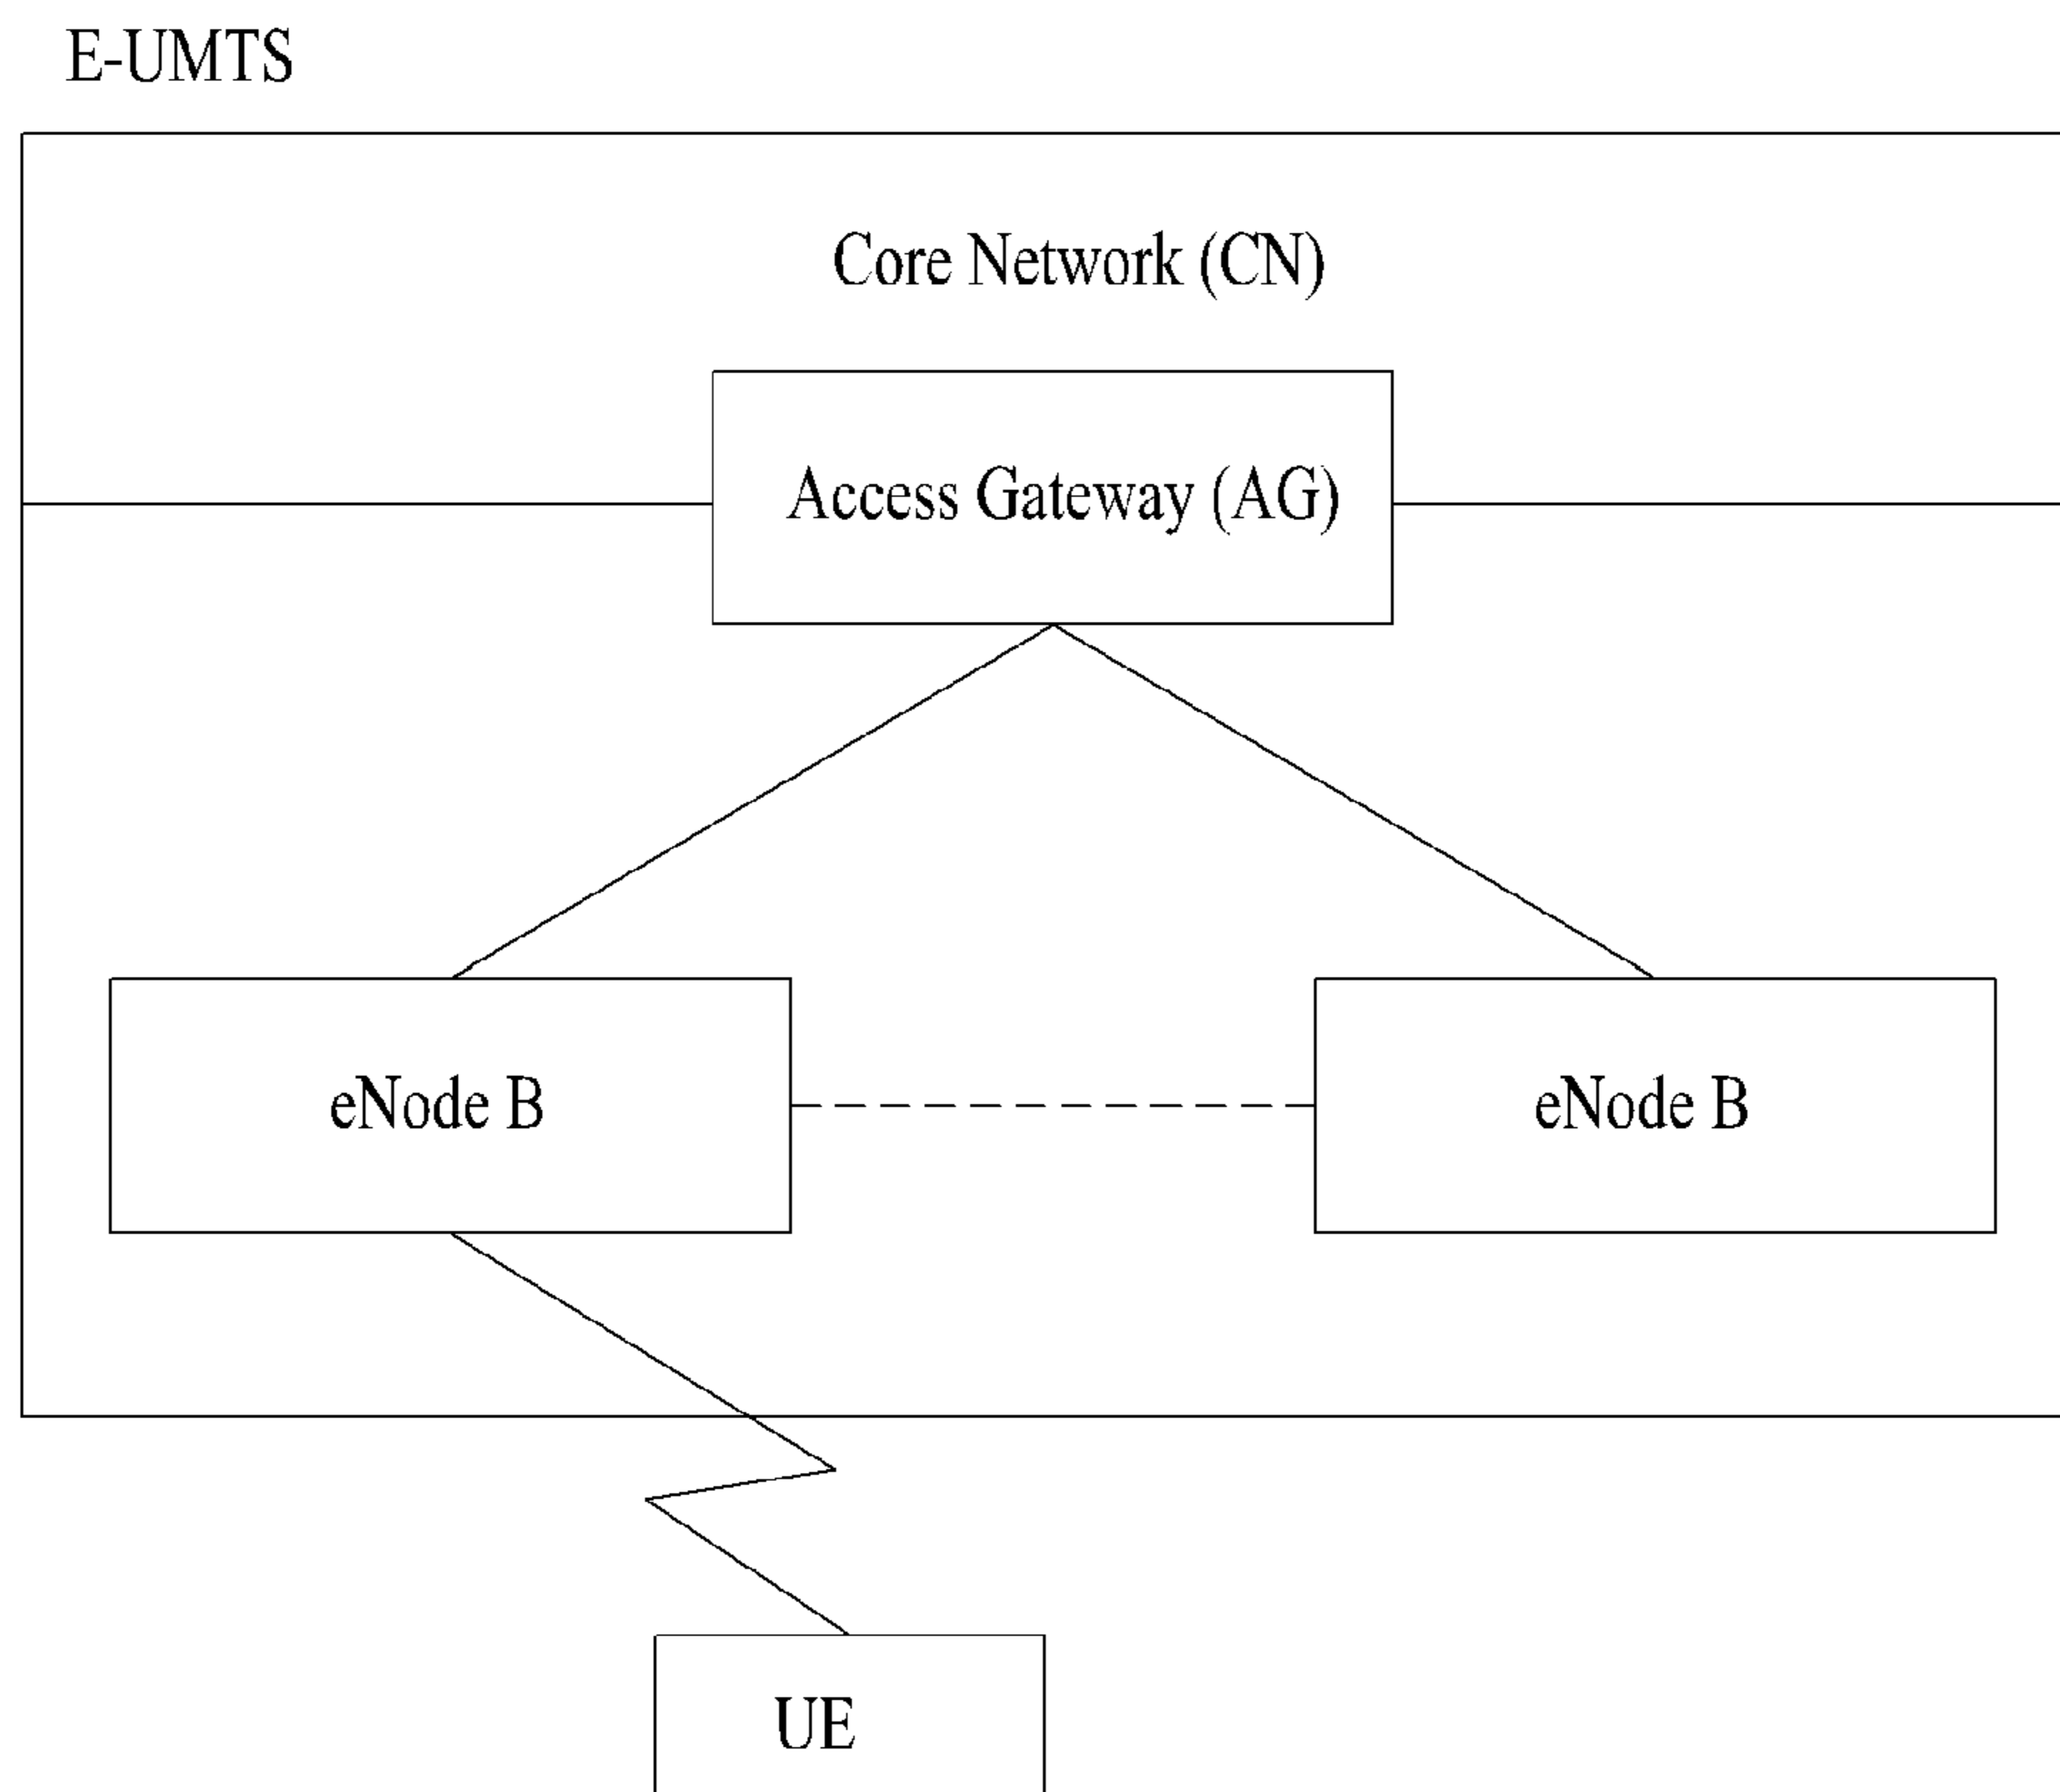 E-UMTS
Core Network (CN)
Access Gateway (AG)
eNode B
eNode B
UE